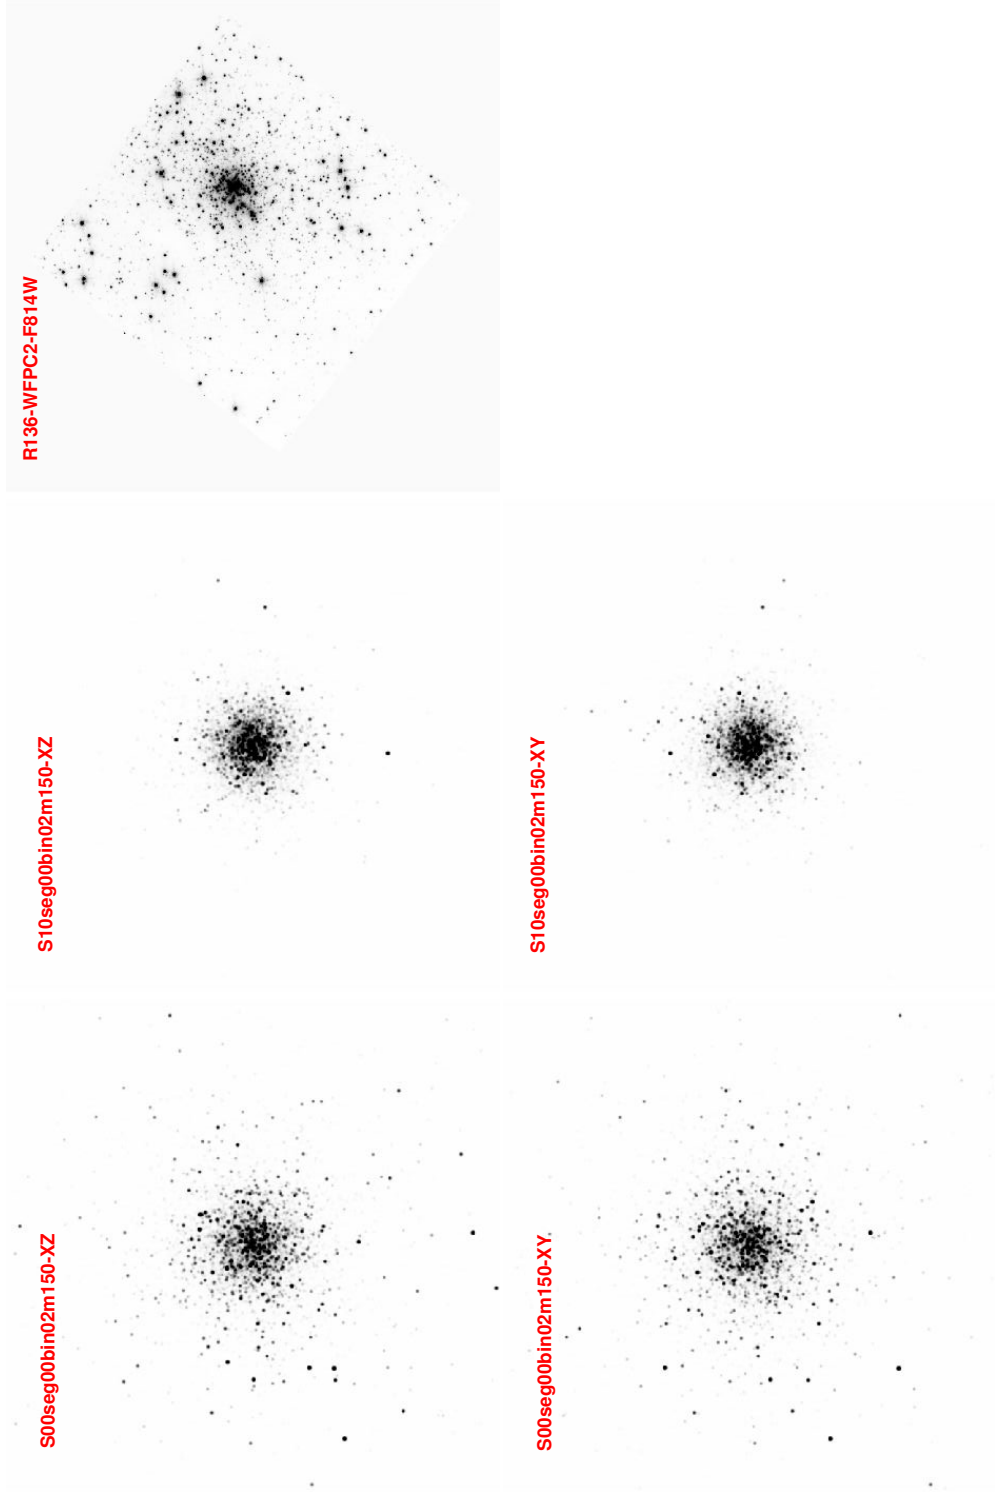 R136-WFPC2-F814W
S10seg00bin02m150-XZ
S10seg00bin02m150-XY
S00seg00bin02m150-XZ
S00seg00bin02m150-XY